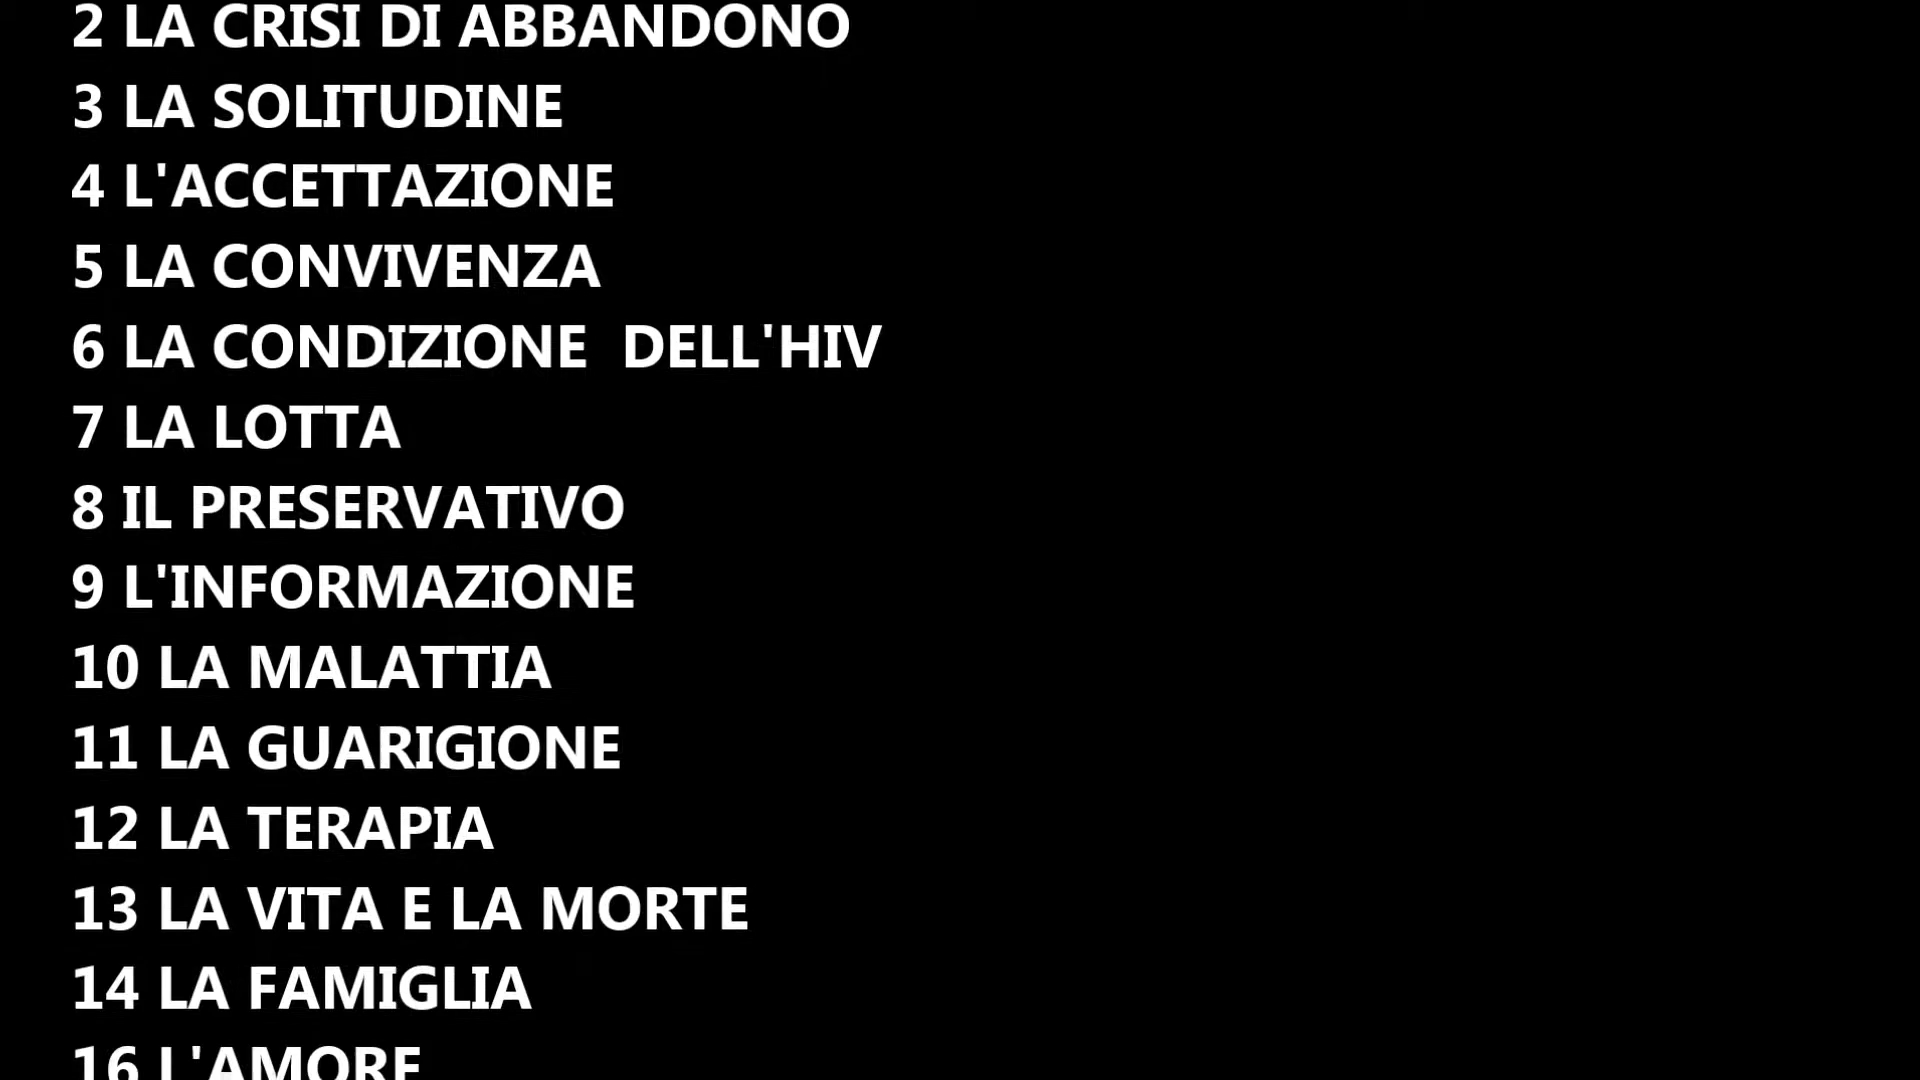 2 LA CRISI DI ABBANDONO
3 LA SOLITUDINE
4 L'ACCETTAZIONE
5 LA CONVIVENZA
6 LA CONDIZIONE  DELL'HIV
7 LA LOTTA
8 IL PRESERVATIVO
9 L'INFORMAZIONE
10 LA MALATTIA
11 LA GUARIGIONE
12 LA TERAPIA
13 LA VITA E LA MORTE
14 LA FAMIGLIA
16 L'AMORE